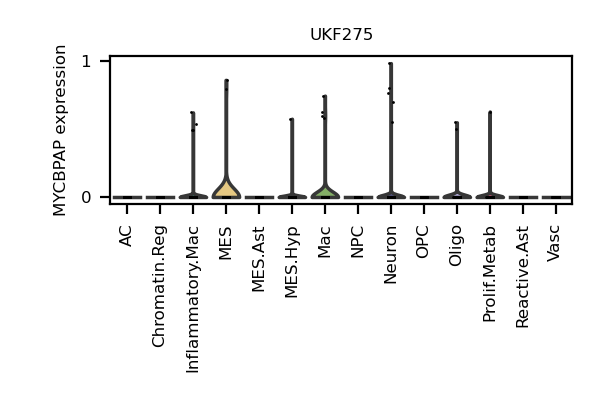 UKF275
MYCBPAP expression
1
0
AC
Chromatin.Reg
Inflammatory.Mac
MES
MES.Ast
MES.Hyp
Mac
NPC
Neuron
OPC
Oligo
Prolif.Metab
Reactive.Ast
Vasc